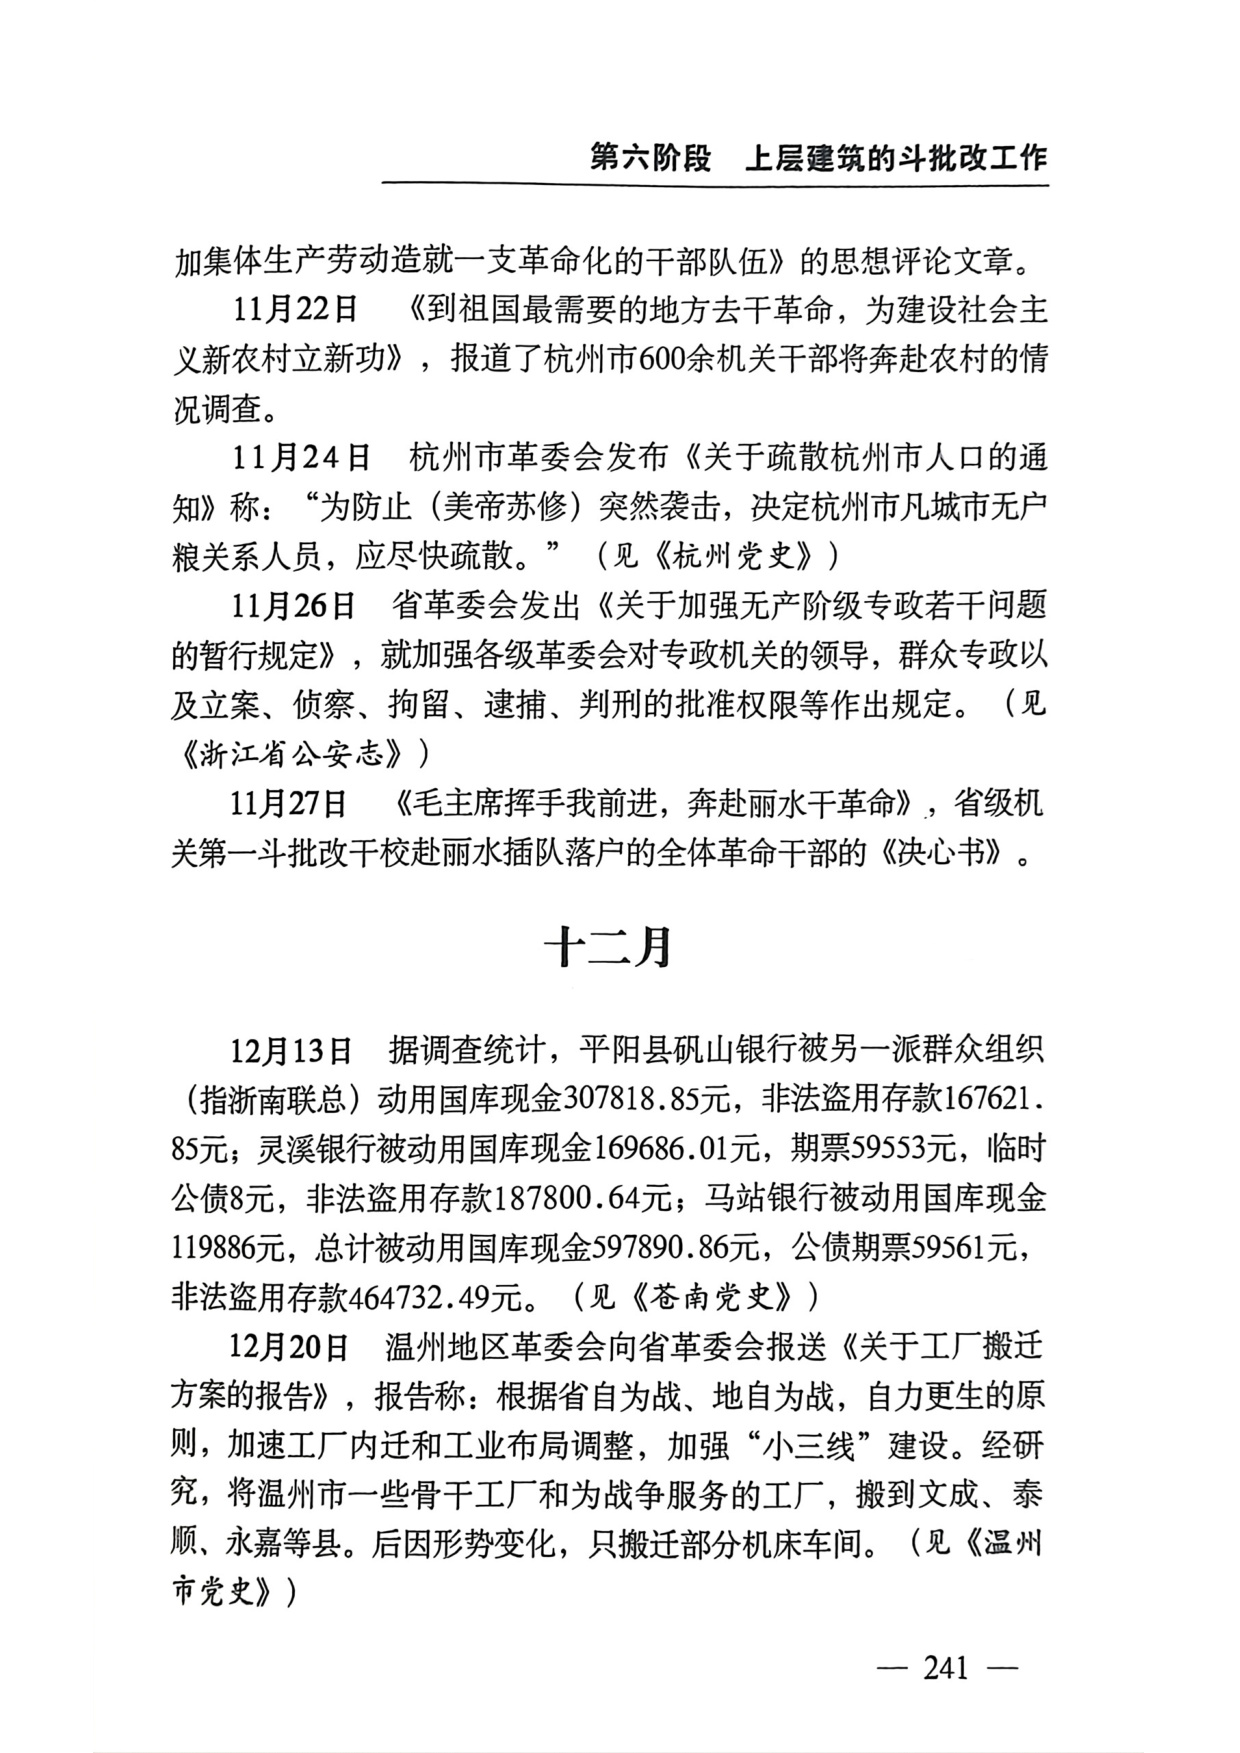 第六阶段　上层建筑的斗批改工作
加集体生产劳动造就一支革命化的干部队伍》的思想评论文章。
11月22日　《到祖国最需要的地方去干革命，为建设社会主
义新农村立新功》，报道了杭州市600余机关干部将奔赴农村的情
况调查。
11月24日　杭州市革委会发布《关于疏散杭州市人口的通
知》称：“为防止（美帝苏修）突然袭击，决定杭州市凡城市无户
粮关系人员，应尽快疏散。”（见《杭州党史》）
11月26日　省革委会发出《关于加强无产阶级专政若干问题
的暂行规定》，就加强各级革委会对专政机关的领导，群众专政以
及立案、侦察、拘留、逮捕、判刑的批准权限等作出规定。（见
《浙江省公安志》）
11月27日　《毛主席挥手我前进，奔赴丽水干革命》，省级机
关第一斗批改干校赴丽水插队落户的全体革命干部的《决心书》。
十二月
12月13日　据调查统计，平阳县矾山银行被另一派群众组织
（指浙南联总）动用国库现金307818.85元，非法盗用存款167621.
85元；灵溪银行被动用国库现金169686.01元，期票59553元，临时
公债8元，非法盗用存款187800.64元；马站银行被动用国库现金
119886元，总计被动用国库现金597890.86元，公债期票59561元，
非法盗用存款464732.49元。（见《苍南党史》）
12月20日　温州地区革委会向省革委会报送《关于工厂搬迁
方案的报告》，报告称：根据省自为战、地自为战，自力更生的原
则，加速工厂内迁和工业布局调整，加强“小三线”建设。经研
究，将温州市一些骨干工厂和为战争服务的工厂，搬到文成、泰
顺、永嘉等县。后因形势变化，只搬迁部分机床车间。（见《温州
市党史》）
— 241 —